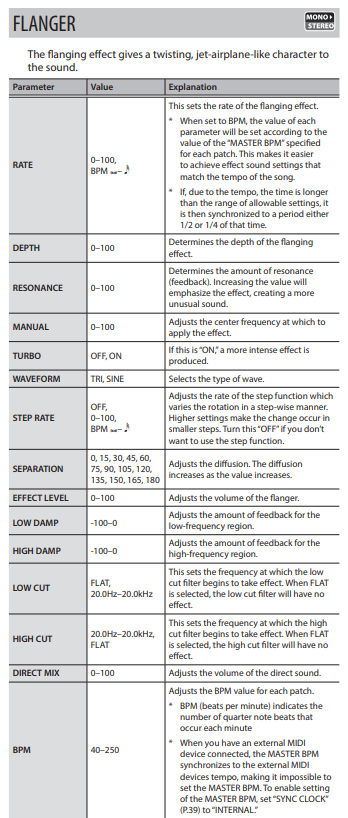 FLANGER
MONO
STEREO
The flanging effect gives a twisting, jet-airplane-like character to
the sound.
Parameter Value Explanation
RATE
0–100,
BPM –
This sets the rate of the flanging effect.
* When set to BPM, the value of each
parameter will be set according to the
value of the “MASTER BPM” specified
for each patch. This makes it easier
to achieve effect sound settings that
match the tempo of the song.
* If, due to the tempo, the time is longer
than the range of allowable settings, it
is then synchronized to a period either
1/2 or 1/4 of that time.
DEPTH
0–100
Determines the depth of the flanging
effect.
RESONANCE
0–100
Determines the amount of resonance
(feedback). Increasing the value will
emphasize the effect, creating a more
unusual sound.
MANUAL
0–100
Adjusts the center frequency at which to
apply the effect.
TURBO
OFF, ON
If this is “ON,” a more intense effect is
produced.
WAVEFORM
TRI, SINE
Selects the type of wave.
STEP RATE
OFF,
0–100,
BPM –
Adjusts the rate of the step function which
varies the rotation in a step-wise manner.
Higher settings make the change occur in
smaller steps. Turn this “OFF” if you don’t
want to use the step function.
SEPARATION
0, 15, 30, 45, 60,
75, 90, 105, 120,
135, 150, 165, 180
Adjusts the diffusion. The diffusion
increases as the value increases.
EFFECT LEVEL
0–100
Adjusts the volume of the flanger.
LOW DAMP
-100–0
Adjusts the amount of feedback for the
low-frequency region.
HIGH DAMP
-100–0
Adjusts the amount of feedback for the
high-frequency region.
LOW CUT
FLAT,
20.0Hz–20.0kHz
This sets the frequency at which the low
cut filter begins to take effect. When FLAT
is selected, the low cut filter will have no
effect.
HIGH CUT
20.0Hz–20.0kHz,
FLAT
This sets the frequency at which the high
cut filter begins to take effect. When FLAT
is selected, the high cut filter will have no
effect.
DIRECT MIX
0–100
Adjusts the volume of the direct sound.
BPM
40–250
Adjusts the BPM value for each patch.
* BPM (beats per minute) indicates the
number of quarter note beats that
occur each minute
* When you have an external MIDI
device connected, the MASTER BPM
synchronizes to the external MIDI
devices tempo, making it impossible to
set the MASTER BPM. To enable setting
of the MASTER BPM, set “SYNC CLOCK”
(P.39) to “INTERNAL.”